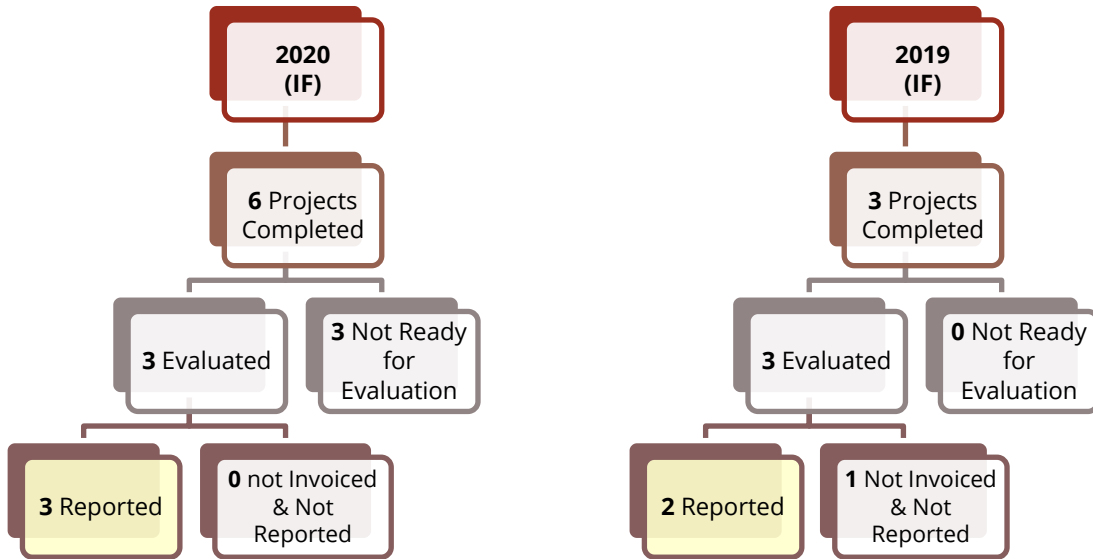 2020
(IF)
6 Projects
Completed
3 Evaluated
3 Not Ready
for
Evaluation
3 Reported
0 not Invoiced
& Not
Reported
2019
(IF)
3 Projects
Completed
3 Evaluated
0 Not Ready
for
Evaluation
2 Reported
1 Not Invoiced
& Not
Reported